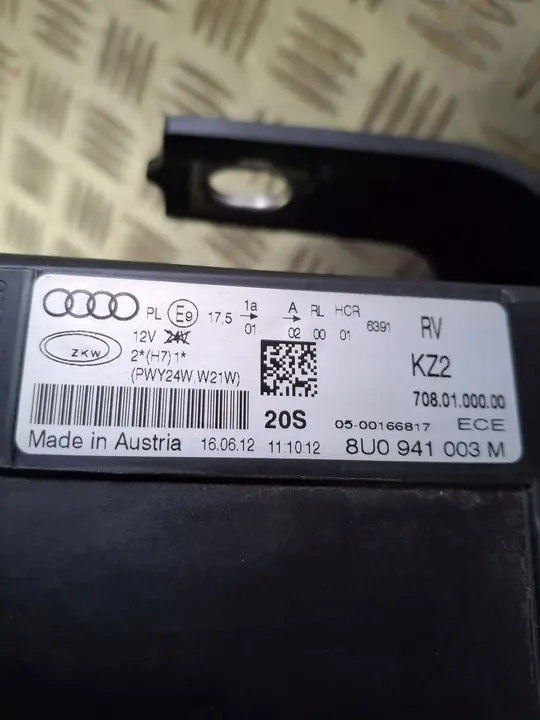 PL E9 17,5 1a 01 A 02 RL 00 HCR 01 6391 RV
ZKW 12V 24V
2*(H7)1* KZ2
(PWY24W,W21W) 708.01.000.00
20S 05-00166817 ECE
Made in Austria 16.06.12 11.10.12 8U0 941 003 M